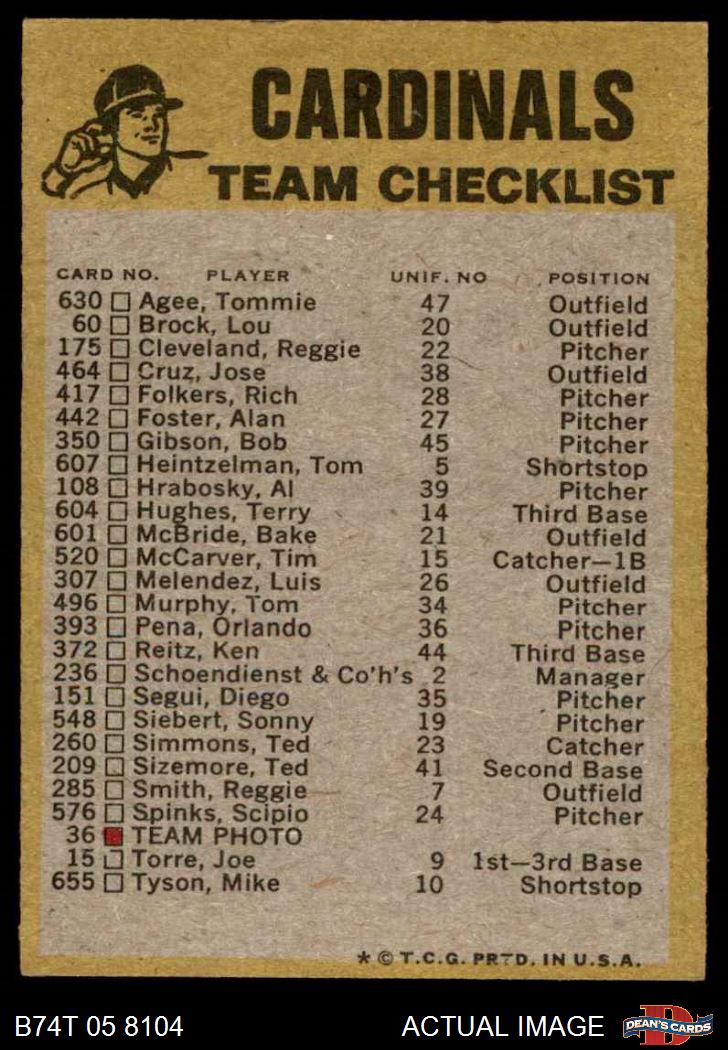 CARDINALS
TEAM CHECKLIST
CARD NO. PLAYER UNIF. NO POSITION
630 Agee, Tommie 47 Outfield
60 Brock, Lou 20 Outfield
175 Cleveland, Reggie 22 Pitcher
464 Cruz, Jose 38 Outfield
417 Folkers, Rich 28 Pitcher
442 Foster, Alan 27 Pitcher
350 Gibson, Bob 45 Pitcher
607 Heintzelman, Tom 5 Shortstop
108 Hrabosky, Al 39 Pitcher
604 Hughes, Terry 14 Third Base
601 McBride, Bake 21 Outfield
520 McCarver, Tim 15 Catcher—1B
307 Melendez, Luis 26 Outfield
496 Murphy, Tom 34 Pitcher
393 Pena, Orlando 36 Pitcher
372 Reitz, Ken 44 Third Base
236 Schoendienst & Co'h's 2 Manager
151 Segui, Diego 35 Pitcher
548 Siebert, Sonny 19 Pitcher
260 Simmons, Ted 23 Catcher
209 Sizemore, Ted 41 Second Base
285 Smith, Reggie 7 Outfield
576 Spinks, Scipio 24 Pitcher
36 TEAM PHOTO
15 Torre, Joe 9 1st—3rd Base
655 Tyson, Mike 10 Shortstop
* © T.C.G. PRTD. IN U.S.A.
B74T 05 8104 ACTUAL IMAGE DEAN'S CARDS